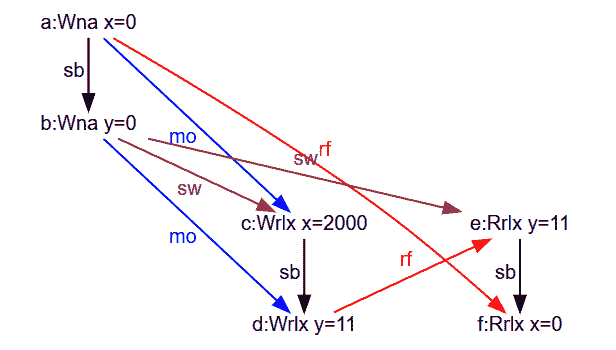 a:Wna x=0
sb
b:Wna y=0
mo
rf
sw
sw
c:Wrlx x=2000
e:Rrlx y=11
mo
rf
sb
sb
d:Wrlx y=11
f:Rrlx x=0